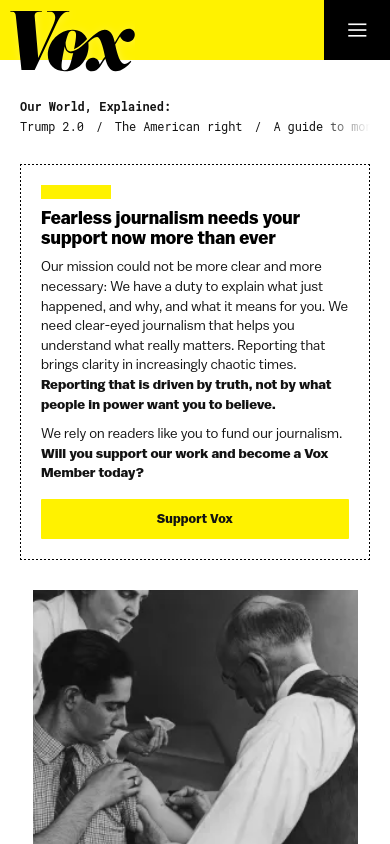 Vox
Our World, Explained:
Trump 2.0 / The American right / A guide to mo
Fearless journalism needs your
support now more than ever
Our mission could not be more clear and more
necessary: We have a duty to explain what just
happened, and why, and what it means for you. We
need clear-eyed journalism that helps you
understand what really matters. Reporting that
brings clarity in increasingly chaotic times.
Reporting that is driven by truth, not by what
people in power want you to believe.
We rely on readers like you to fund our journalism.
Will you support our work and become a Vox
Member today?
Support Vox